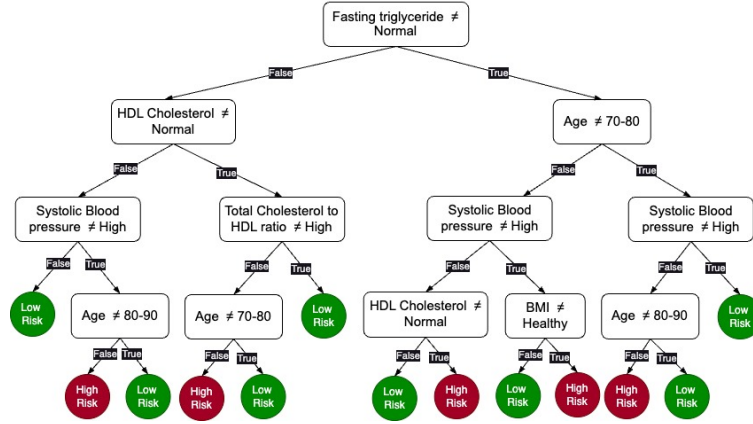 Fasting triglyceride ≠
Normal
False
True
HDL Cholesterol ≠
Normal
Age ≠ 70-80
False
True
False
True
Systolic Blood
pressure ≠ High
Total Cholesterol to
HDL ratio ≠ High
Systolic Blood
pressure ≠ High
Systolic Blood
pressure ≠ High
False
True
False
True
False
True
False
True
Low
Risk
Age ≠ 80-90
Age ≠ 70-80
Low
Risk
HDL Cholesterol ≠
Normal
BMI ≠
Healthy
Age ≠ 80-90
Low
Risk
False
True
False
True
False
True
False
True
False
True
High
Risk
Low
Risk
High
Risk
Low
Risk
Low
Risk
High
Risk
Low
Risk
High
Risk
High
Risk
Low
Risk